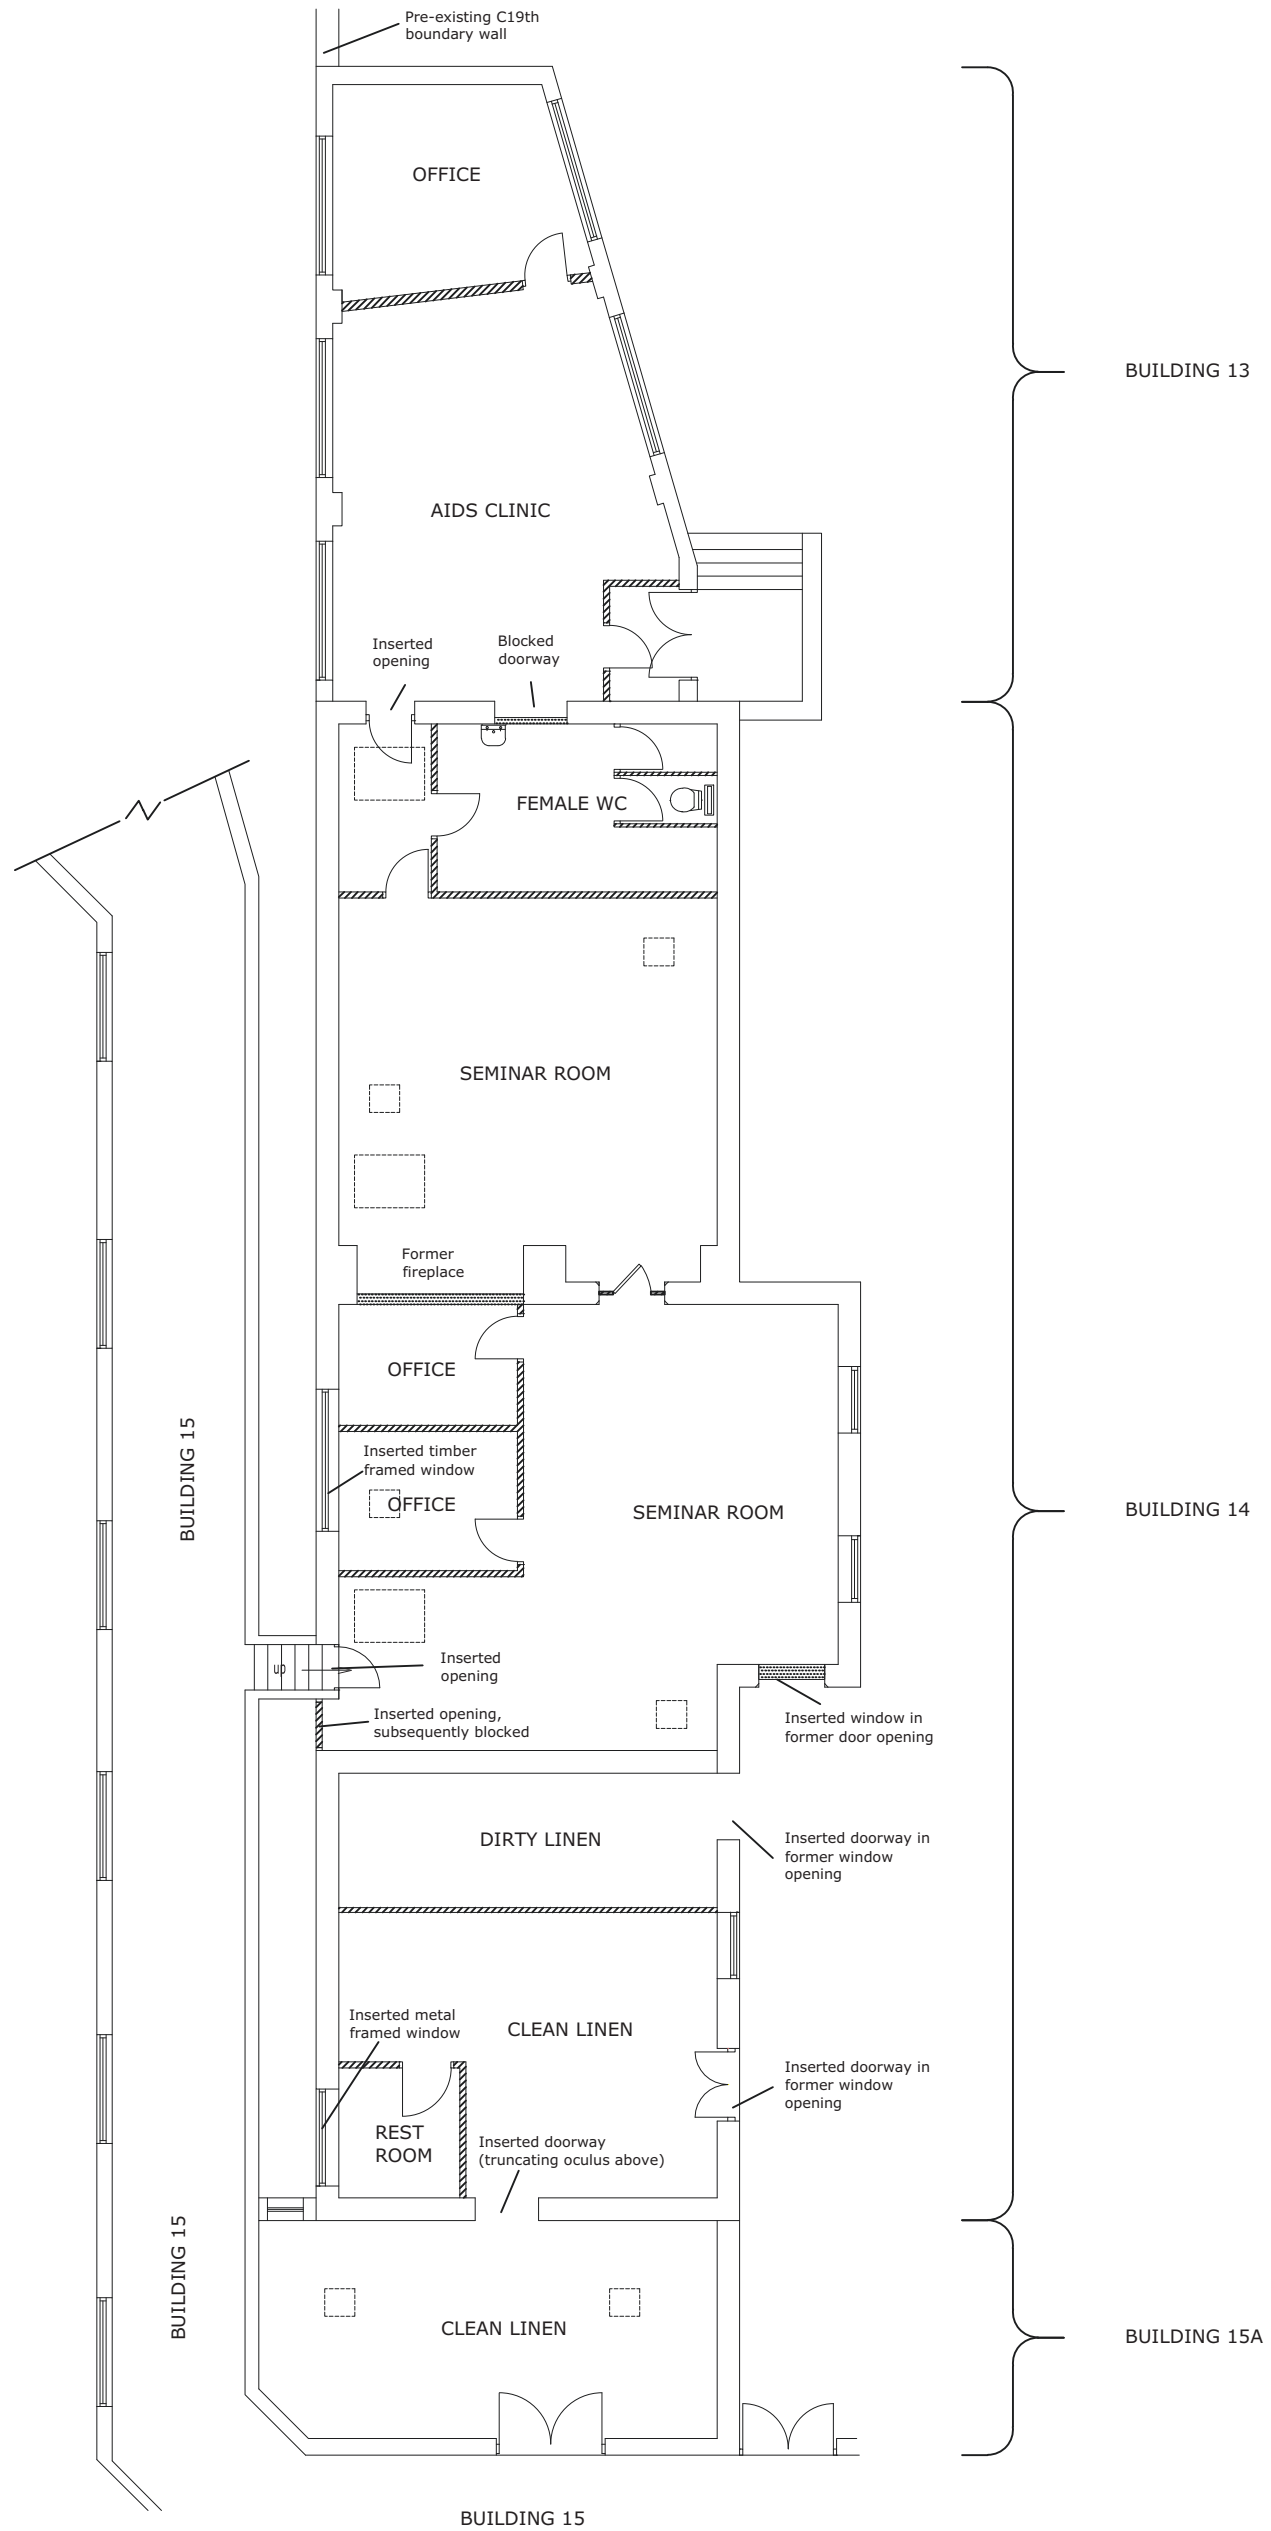 Pre-existing C19th
boundary wall
OFFICE
BUILDING 13
AIDS CLINIC
Inserted
opening
Blocked
doorway
FEMALE WC
SEMINAR ROOM
Former
fireplace
OFFICE
BUILDING 15
Inserted timber
framed window
OFFICE
SEMINAR ROOM
BUILDING 14
up
Inserted
opening
Inserted opening,
subsequently blocked
Inserted window in
former door opening
DIRTY LINEN
Inserted doorway in
former window
opening
Inserted metal
framed window
CLEAN LINEN
Inserted doorway in
former window
opening
REST
ROOM
Inserted doorway
(truncating oculus above)
BUILDING 15
CLEAN LINEN
BUILDING 15A
BUILDING 15